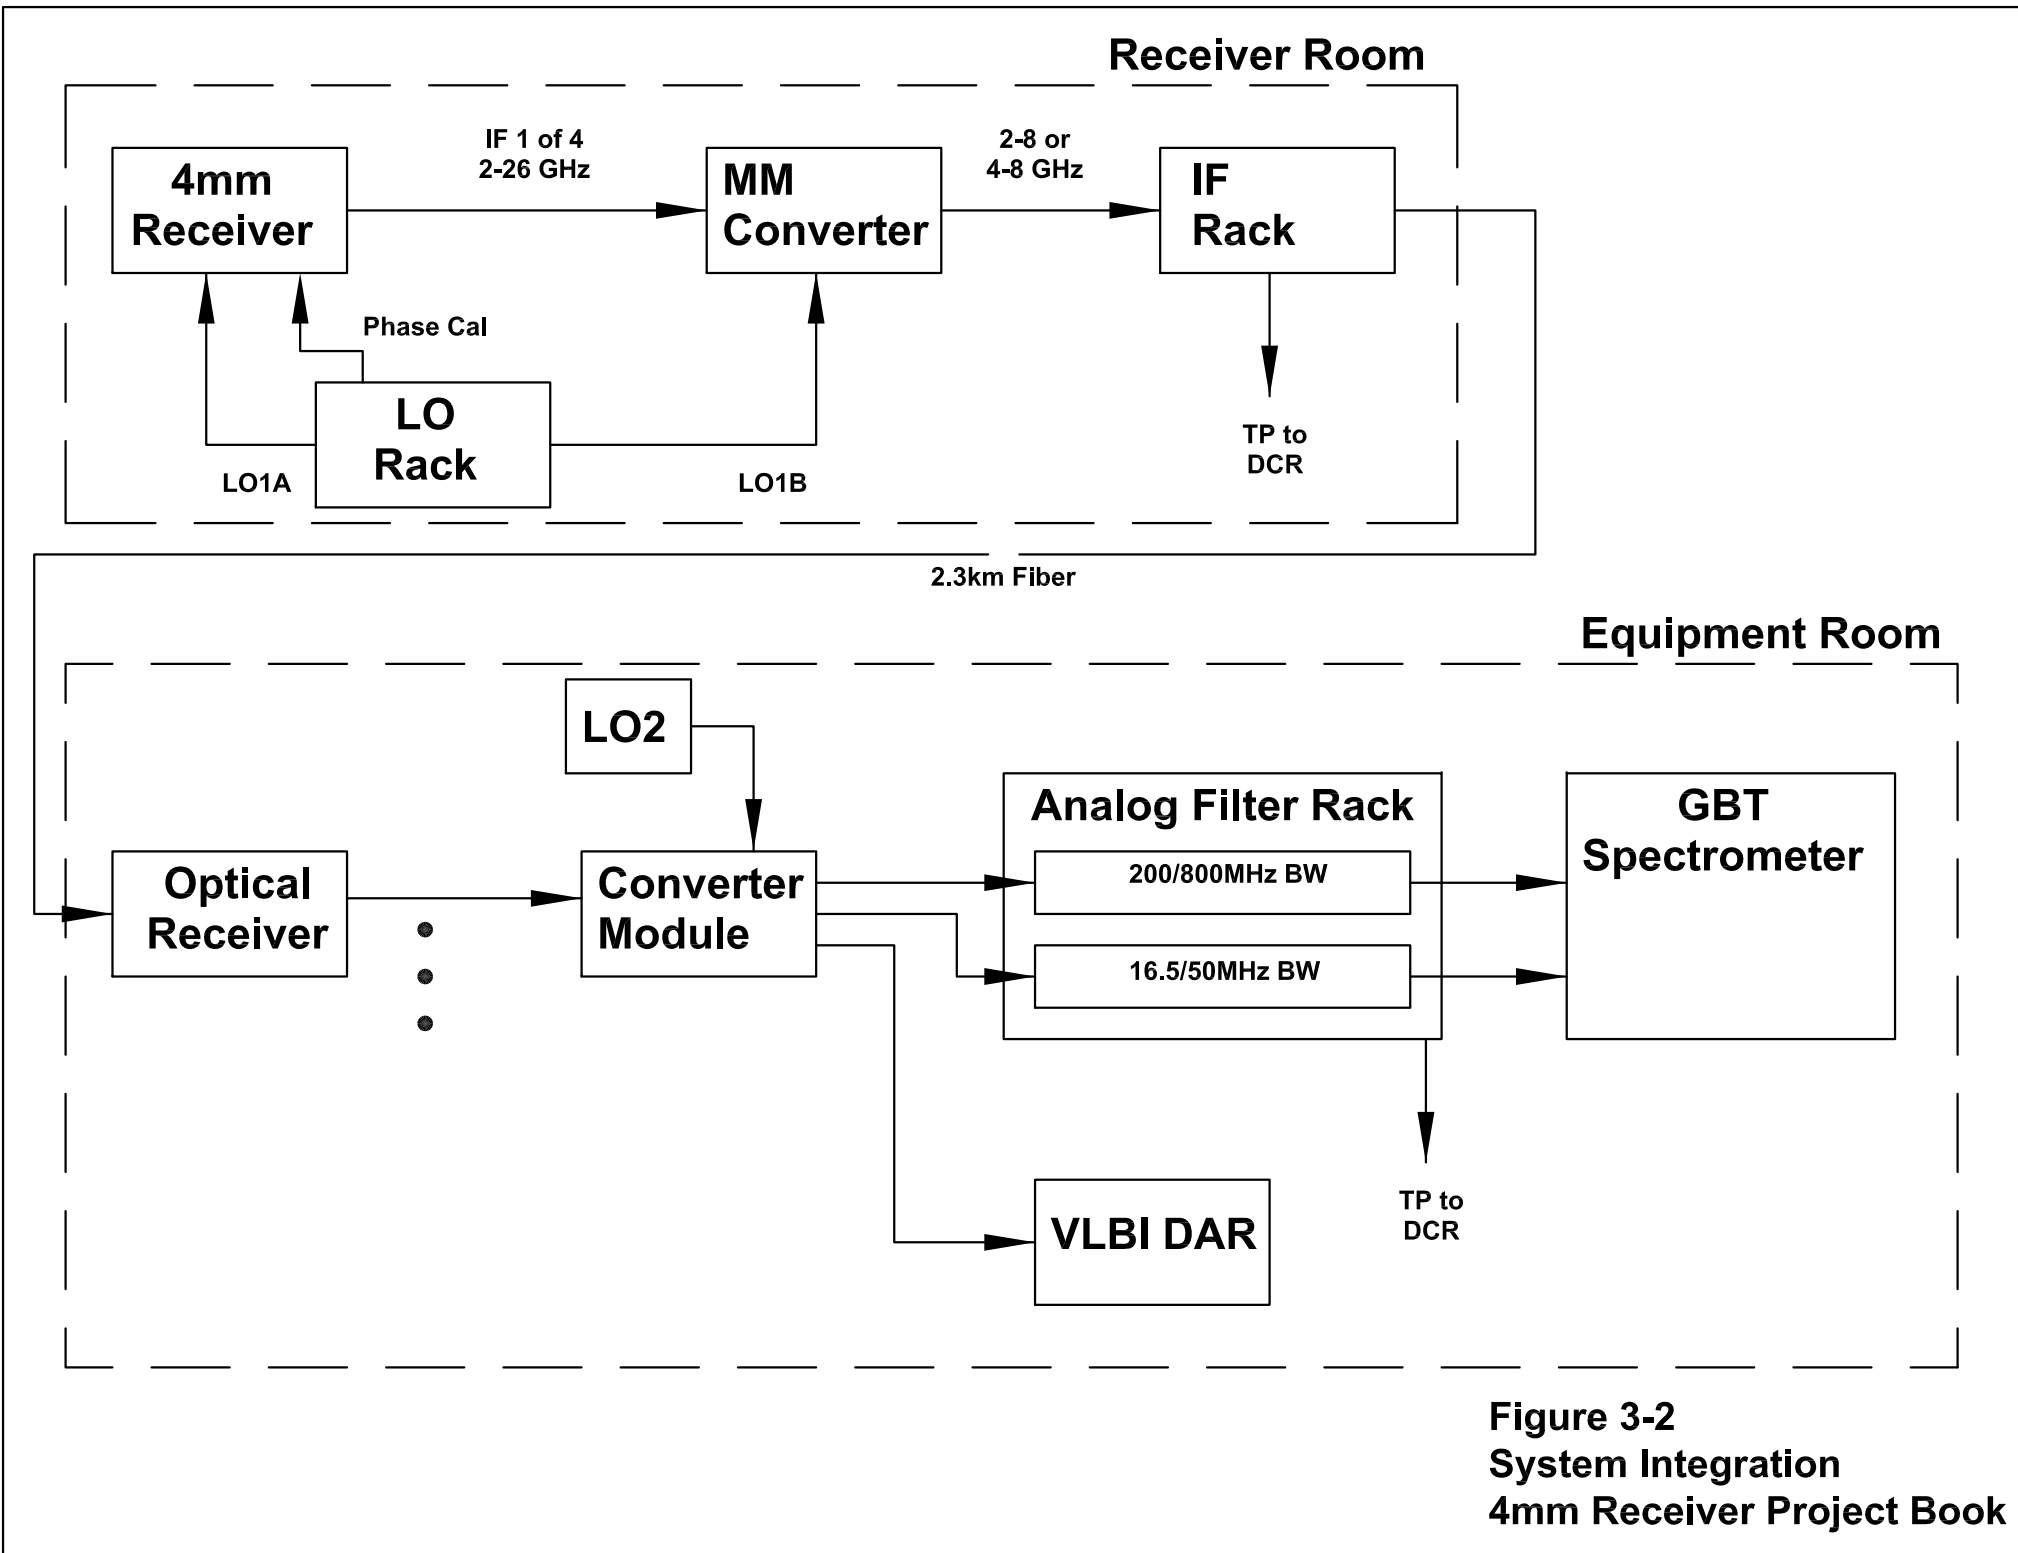 Receiver Room
IF 1 of 4
2-26 GHz
2-8 or
4-8 GHz
4mm
Receiver
MM
Converter
IF
Rack
Phase Cal
LO
Rack
LO1A
LO1B
TP to
DCR
2.3km Fiber
Equipment Room
LO2
Analog Filter Rack
200/800MHz BW
16.5/50MHz BW
GBT
Spectrometer
Optical
Receiver
Converter
Module
VLBI DAR
TP to
DCR
Figure 3-2
System Integration
4mm Receiver Project Book